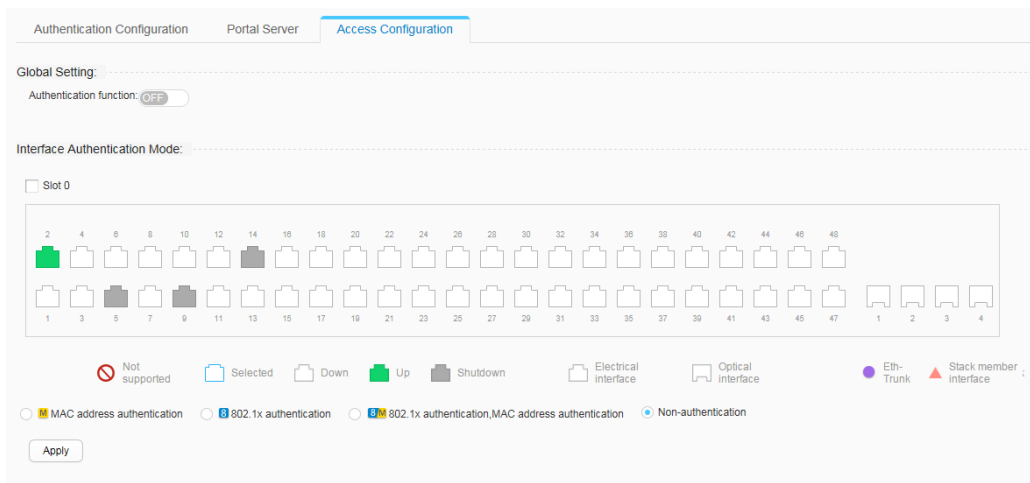 Authentication Configuration Portal Server Access Configuration
Global Setting:
Authentication function: OFF
Interface Authentication Mode:
Slot 0
2 4 6 8 10 12 14 16 18 20 22 24 26 28 30 32 34 36 38 40 42 44 46 48
1 3 5 7 9 11 13 15 17 19 21 23 25 27 29 31 33 35 37 39 41 43 45 47 1 2 3 4
Not supported Selected Down Up Shutdown Electrical interface Optical interface Eth-Trunk Stack member interface ;
M MAC address authentication 8 802.1x authentication 8M 802.1x authentication,MAC address authentication Non-authentication
Apply